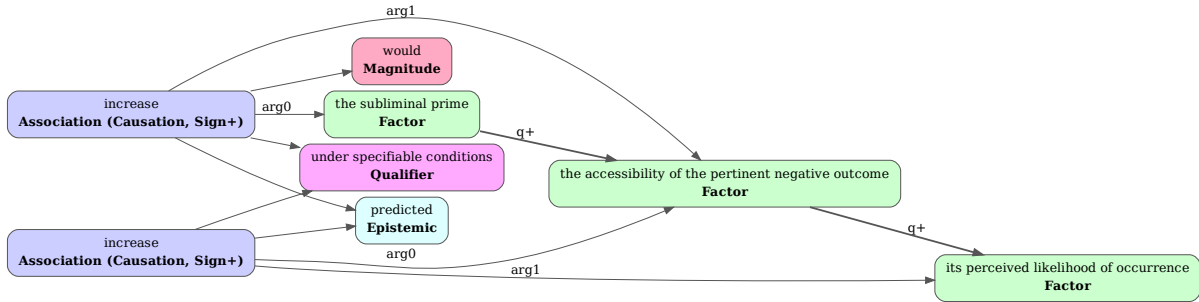 arg1
would
Magnitude
increase
Association (Causation, Sign+)
arg0
the subliminal prime
Factor
q+
under specifiable conditions
Qualifier
the accessibility of the pertinent negative outcome
Factor
predicted
Epistemic
q+
increase
Association (Causation, Sign+)
arg0
arg1
its perceived likelihood of occurrence
Factor